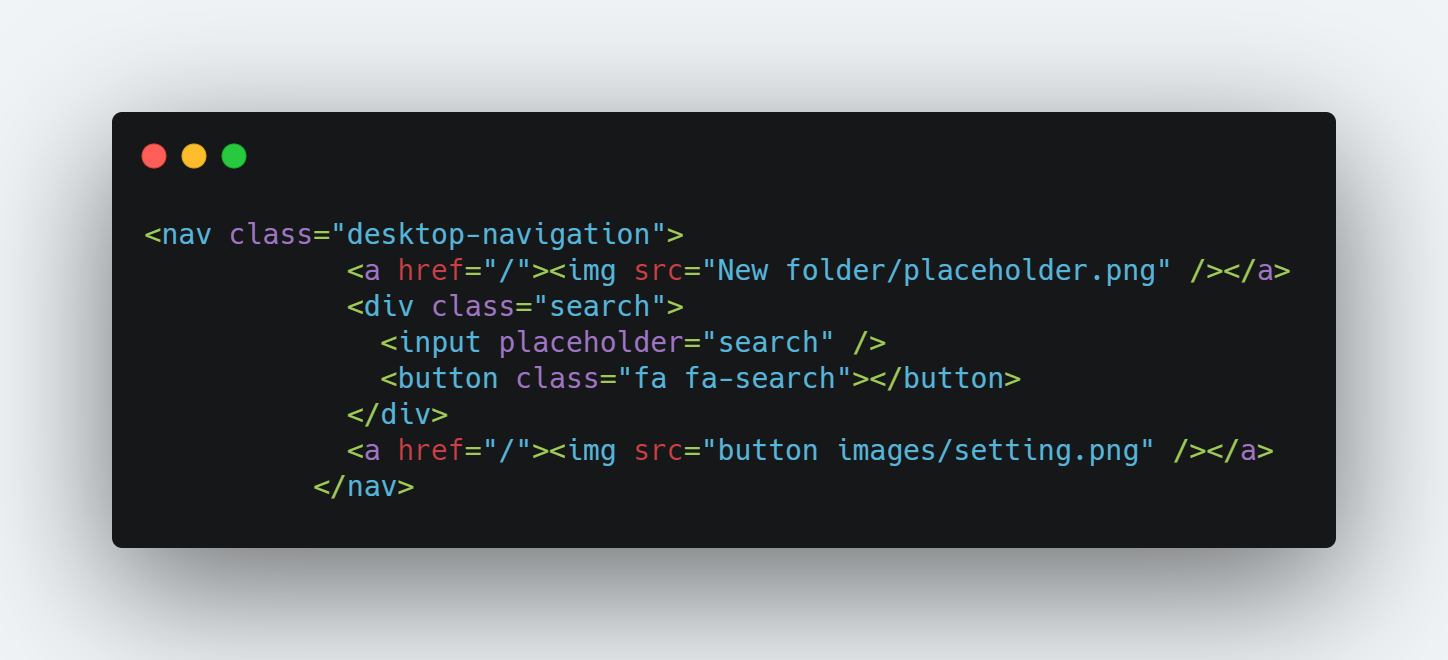 <nav class="desktop-navigation">
            <a href="/"><img src="New folder/placeholder.png" /></a>
            <div class="search">
              <input placeholder="search" />
              <button class="fa fa-search"></button>
            </div>
            <a href="/"><img src="button images/setting.png" /></a>
          </nav>